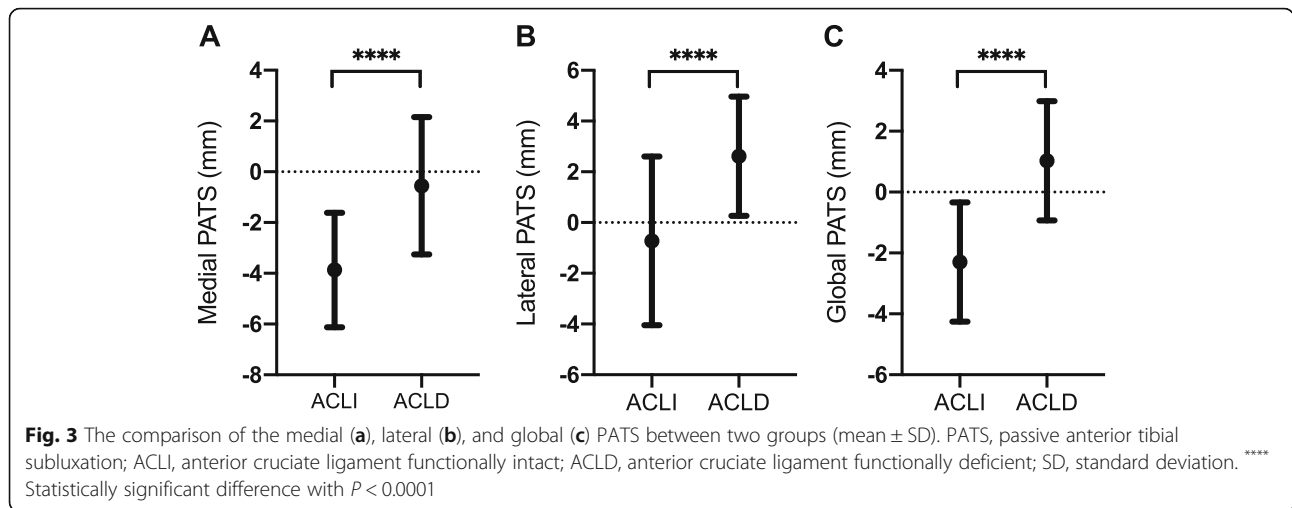 A
B
C
****
****
****
4
2
0
-2
-4
-6
-8
Medial PATS (mm)
ACLI
ACLD
6
4
2
0
-2
-4
-6
Lateral PATS (mm)
ACLI
ACLD
4
2
0
-2
-4
-6
Global PATS (mm)
ACLI
ACLD
Fig. 3 The comparison of the medial (a), lateral (b), and global (c) PATS between two groups (mean ± SD). PATS, passive anterior tibial
subluxation; ACLI, anterior cruciate ligament functionally intact; ACLD, anterior cruciate ligament functionally deficient; SD, standard deviation. ****
Statistically significant difference with P < 0.0001